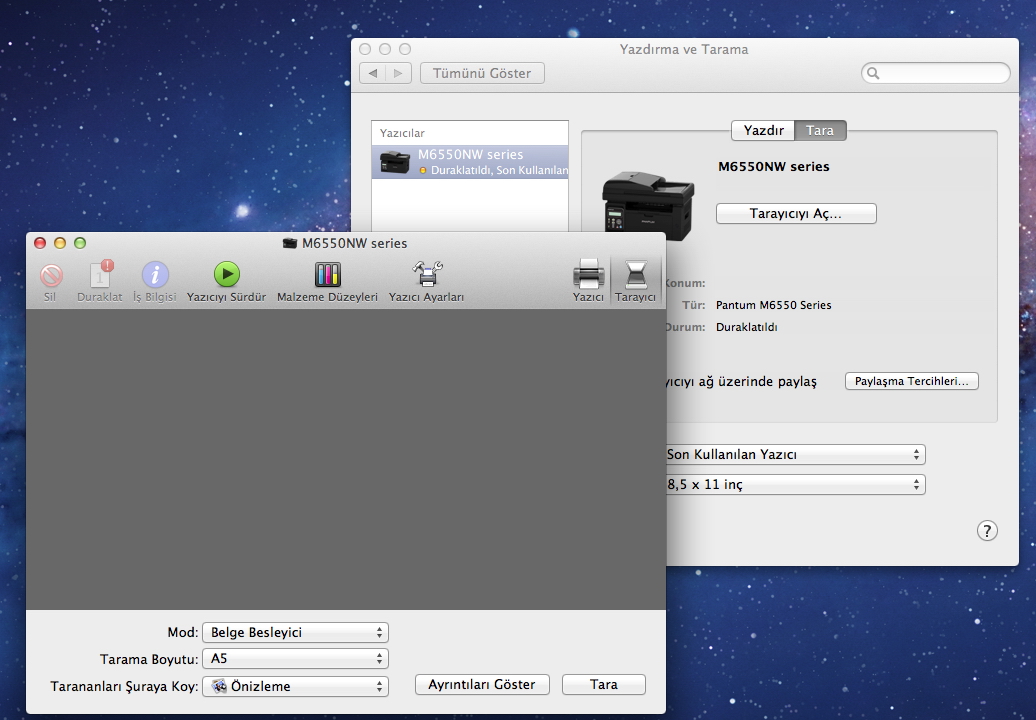 Yazdırma ve Tarama
Tümünü Göster
Yazıcılar
M6550NW series
Duraklatıldı, Son Kullanılan
Yazdır
Tara
M6550NW series
Tarayıcıyı Aç...
Konum:
Tür: Pantum M6550 Series
Durum: Duraklatıldı
yıcıyı ağ üzerinde paylaş
Paylaşma Tercihleri...
Son Kullanılan Yazıcı
8,5 x 11 inç
?
M6550NW series
Sil
Duraklat
İş Bilgisi
Yazıcıyı Sürdür
Malzeme Düzeyleri
Yazıcı Ayarları
Yazıcı
Tarayıcı
Mod: Belge Besleyici
Tarama Boyutu: A5
Tarananları Şuraya Koy: Önizleme
Ayrıntıları Göster
Tara